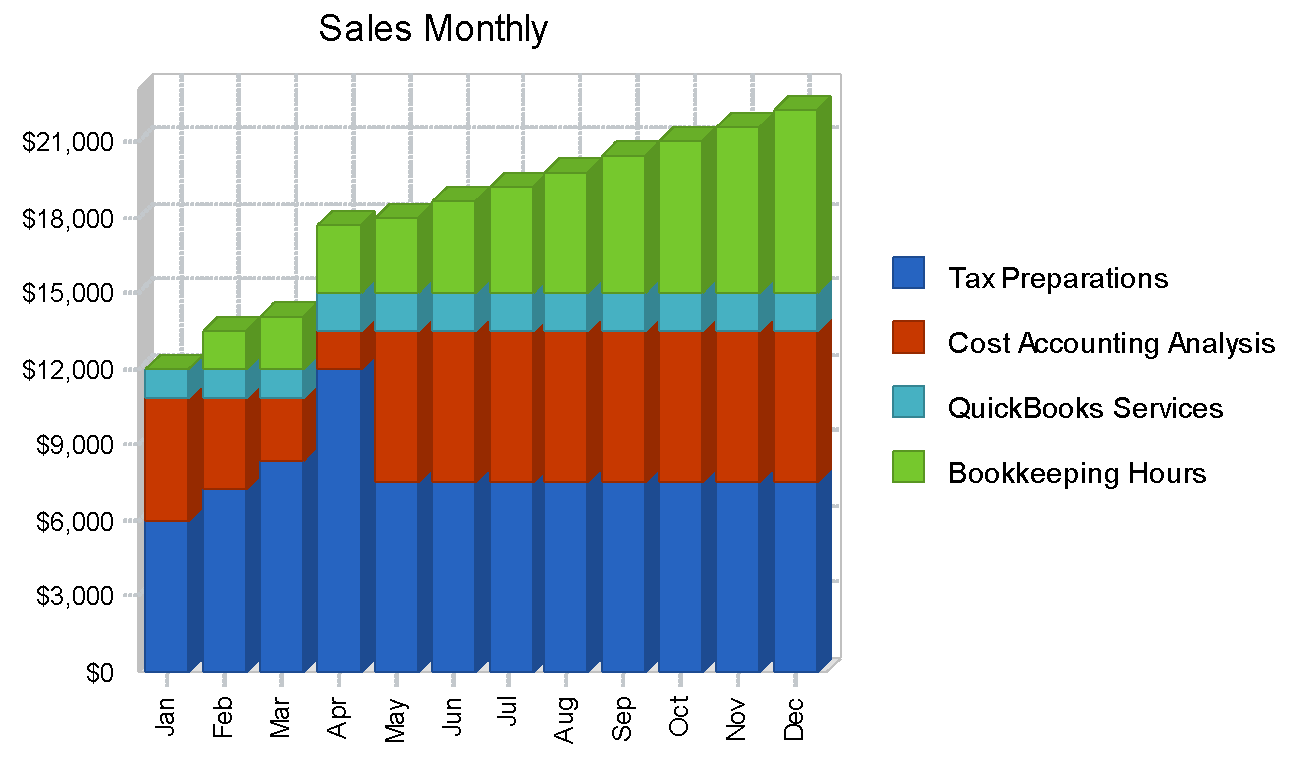 Sales Monthly
$21,000
$18,000
$15,000
$12,000
$9,000
$6,000
$3,000
$0
Jan
Feb
Mar
Apr
May
Jun
Jul
Aug
Sep
Oct
Nov
Dec
Tax Preparations
Cost Accounting Analysis
QuickBooks Services
Bookkeeping Hours